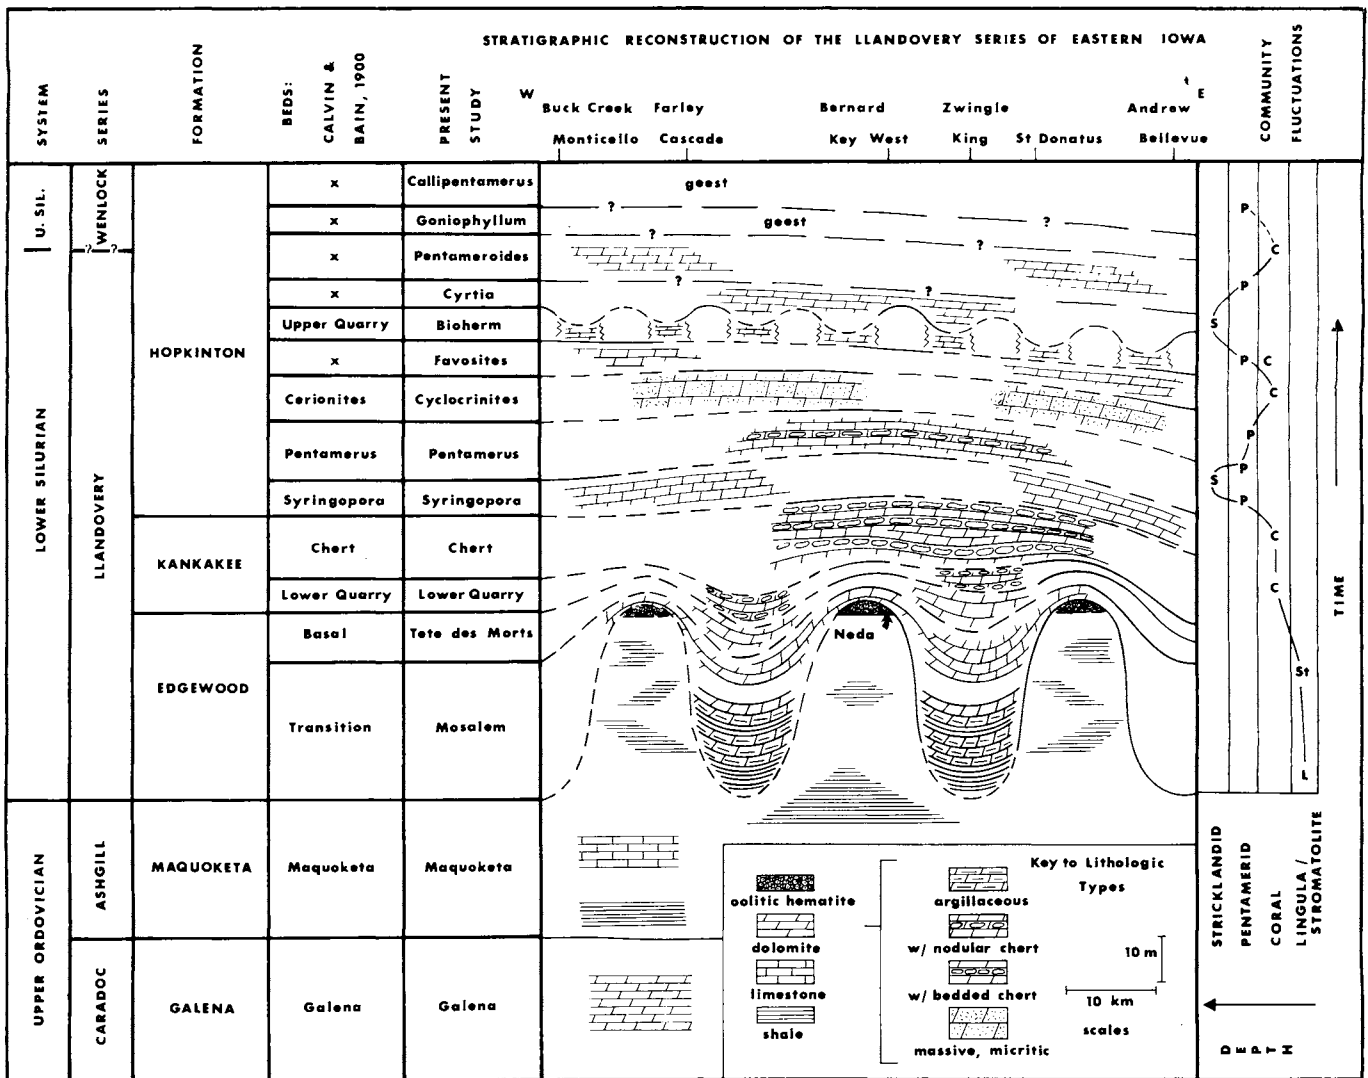 STRATIGRAPHIC RECONSTRUCTION OF THE LLANDOVERY SERIES OF EASTERN IOWA
SYSTEM
SERIES
FORMATION
BEDS:
CALVIN &
BAIN, 1900
PRESENT
STUDY
W
E
Buck Creek Farley Bernard Zwingle Andrew
Monticello Cascade Key West King St Donatus Bellevue
COMMUNITY
FLUCTUATIONS
U. SIL.
WENLOCK
? ?
LOWER SILURIAN
LLANDOVERY
HOPKINTON
x Callipentamerus geest
x Goniophyllum ? geest ? P
x Pentameroides ? ? C
x Cyrtia ? ? P
Upper Quarry Bioherm S
x Favosites P C
Cerionites Cyclocrinites C
Pentamerus Pentamerus P
P
Syringopora Syringopora S
P
KANKAKEE
Chert Chert C
Lower Quarry Lower Quarry C
EDGEWOOD
Basal Tete des Morts Neda
St
Transition Mosalem
L
TIME
UPPER ORDOVICIAN
ASHGILL
MAQUOKETA Maquoketa Maquoketa
CARADOC
GALENA Galena Galena
Key to Lithologic
Types
oolitic hematite
dolomite
limestone
shale
argillaceous
w/ nodular chert
w/ bedded chert
massive, micritic
10 m
10 km
scales
STRICKLANDID
PENTAMERID
CORAL
LINGULA /
STROMATOLITE
DEPTH